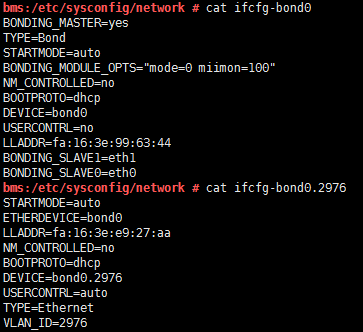 bms:/etc/sysconfig/network # cat ifcfg-bond0
BONDING_MASTER=yes
TYPE=Bond
STARTMODE=auto
BONDING_MODULE_OPTS="mode=0 miimon=100"
NM_CONTROLLED=no
BOOTPROTO=dhcp
DEVICE=bond0
USERCONTRL=no
LLADDR=fa:16:3e:99:63:44
BONDING_SLAVE1=eth1
BONDING_SLAVE0=eth0
bms:/etc/sysconfig/network # cat ifcfg-bond0.2976
STARTMODE=auto
ETHERDEVICE=bond0
LLADDR=fa:16:3e:e9:27:aa
NM_CONTROLLED=no
BOOTPROTO=dhcp
DEVICE=bond0.2976
USERCONTRL=auto
TYPE=Ethernet
VLAN_ID=2976